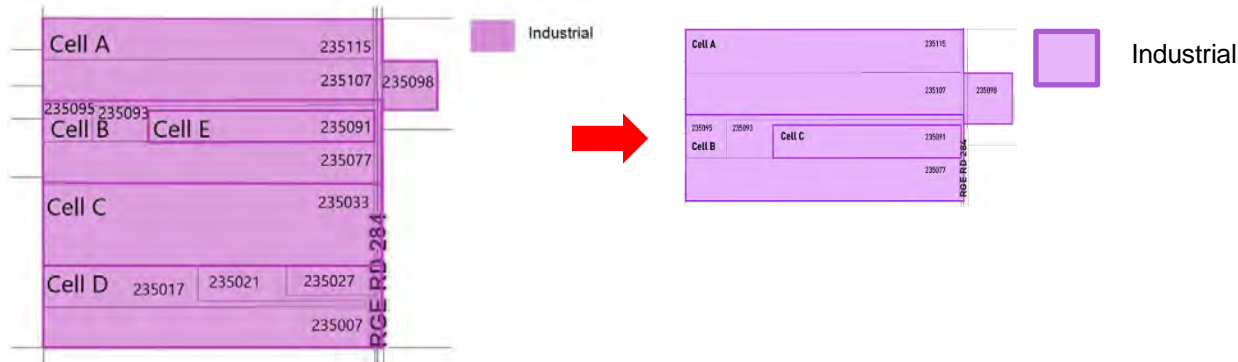 Cell A
235115
235107
235098
235095
235093
Cell B
Cell E
235091
235077
Cell C
235033
Cell D
235017
235021
235027
235007
RGE RD 284
Industrial
Cell A
235115
235107
235098
235095
235093
Cell B
Cell C
235091
235077
RGE RD 284
Industrial